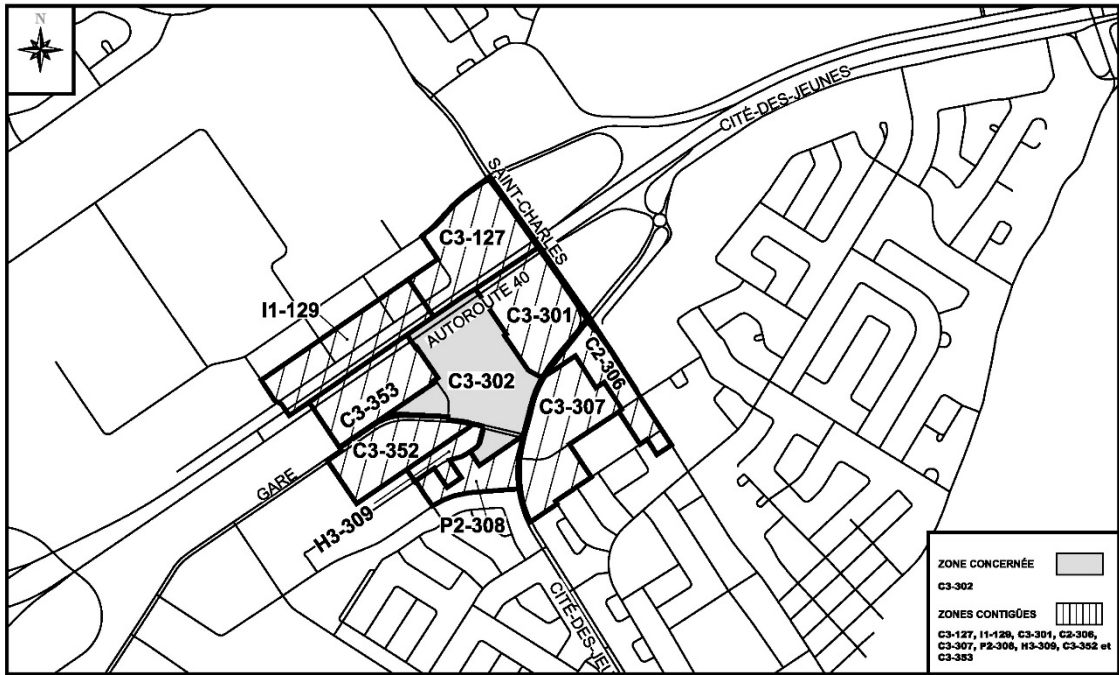 N
CITÉ-DES-JEUNES
SAINT-CHARLES
C3-127
I1-129
AUTOROUTE 40
C3-301
C2-306
C3-302
C3-307
C3-353
C3-352
GARE
H3-309
P2-308
CITÉ-DES-JEU
ZONE CONCERNÉE
C3-302
ZONES CONTIGÜES
C3-127, I1-129, C3-301, C2-306,
C3-307, P2-308, H3-309, C3-352 et
C3-353